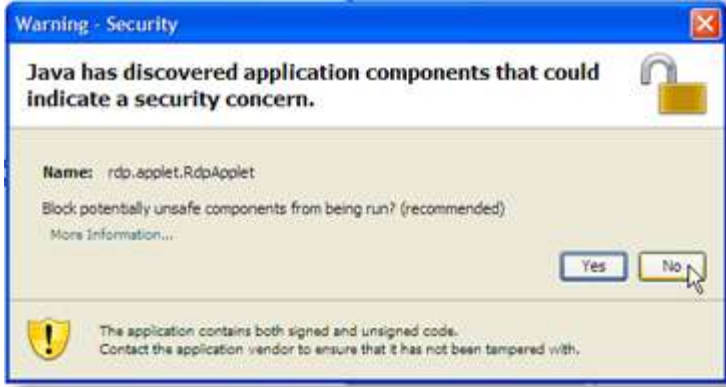 Warning - Security
Java has discovered application components that could
indicate a security concern.
Name: rdp.applet.RdpApplet
Block potentially unsafe components from being run? (recommended)
More Information...
Yes No
The application contains both signed and unsigned code.
Contact the application vendor to ensure that it has not been tampered with.